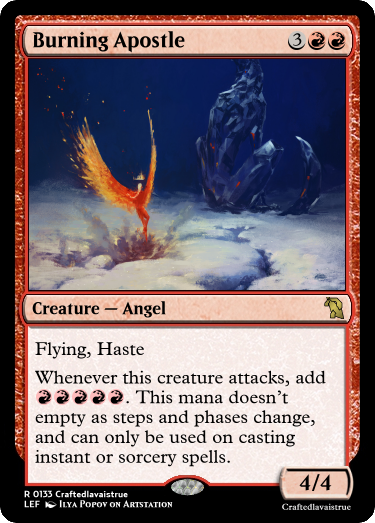 Burning Apostle 3
Creature — Angel
Flying, Haste
Whenever this creature attacks, add
. This mana doesn't
empty as steps and phases change,
and can only be used on casting
instant or sorcery spells.
4/4
R 0133 Craftedlavaistrue
LEF Ilya Popov on Artstation
Craftedlavaistrue